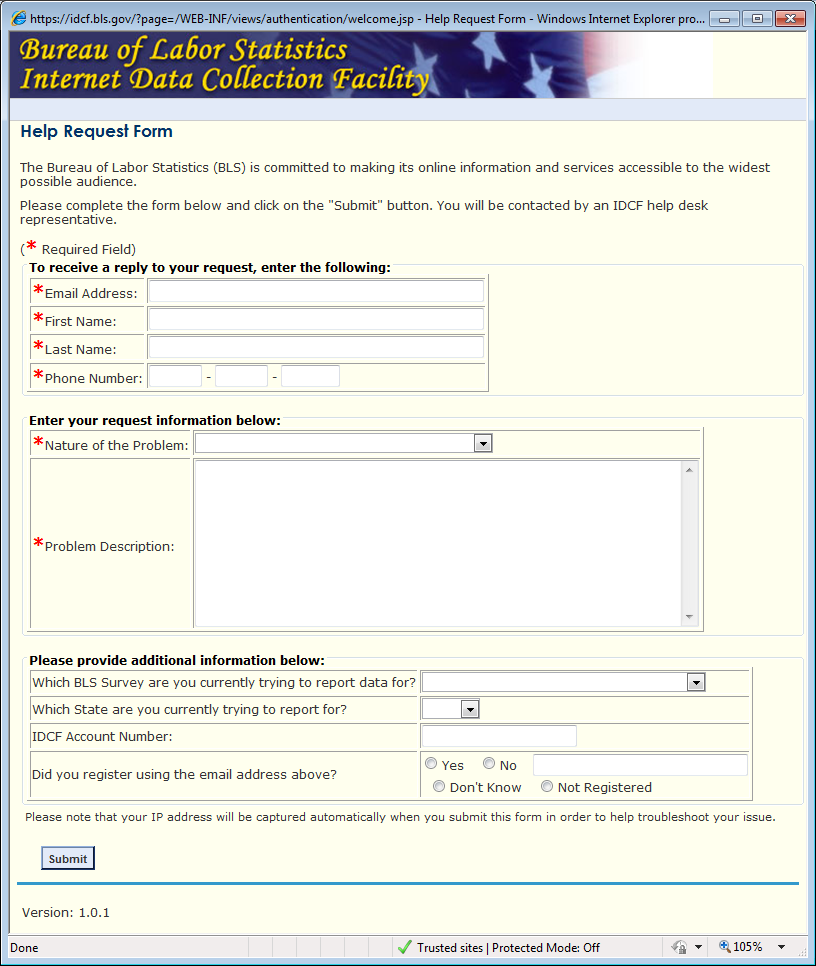 https://idcf.bls.gov/?page=/WEB-INF/views/authentication/welcome.jsp - Help Request Form - Windows Internet Explorer pro...
Bureau of Labor Statistics
Internet Data Collection Facility
Help Request Form
The Bureau of Labor Statistics (BLS) is committed to making its online information and services accessible to the widest
possible audience.
Please complete the form below and click on the "Submit" button. You will be contacted by an IDCF help desk
representative.
(* Required Field)
To receive a reply to your request, enter the following:
*Email Address:
*First Name:
*Last Name:
*Phone Number: - -
Enter your request information below:
*Nature of the Problem:
*Problem Description:
Please provide additional information below:
Which BLS Survey are you currently trying to report data for?
Which State are you currently trying to report for?
IDCF Account Number:
Did you register using the email address above?
Yes No
Don't Know Not Registered
Please note that your IP address will be captured automatically when you submit this form in order to help troubleshoot your issue.
Submit
Version: 1.0.1
Done Trusted sites | Protected Mode: Off 105%